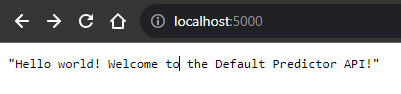 localhost:5000
"Hello world! Welcome to the Default Predictor API!"